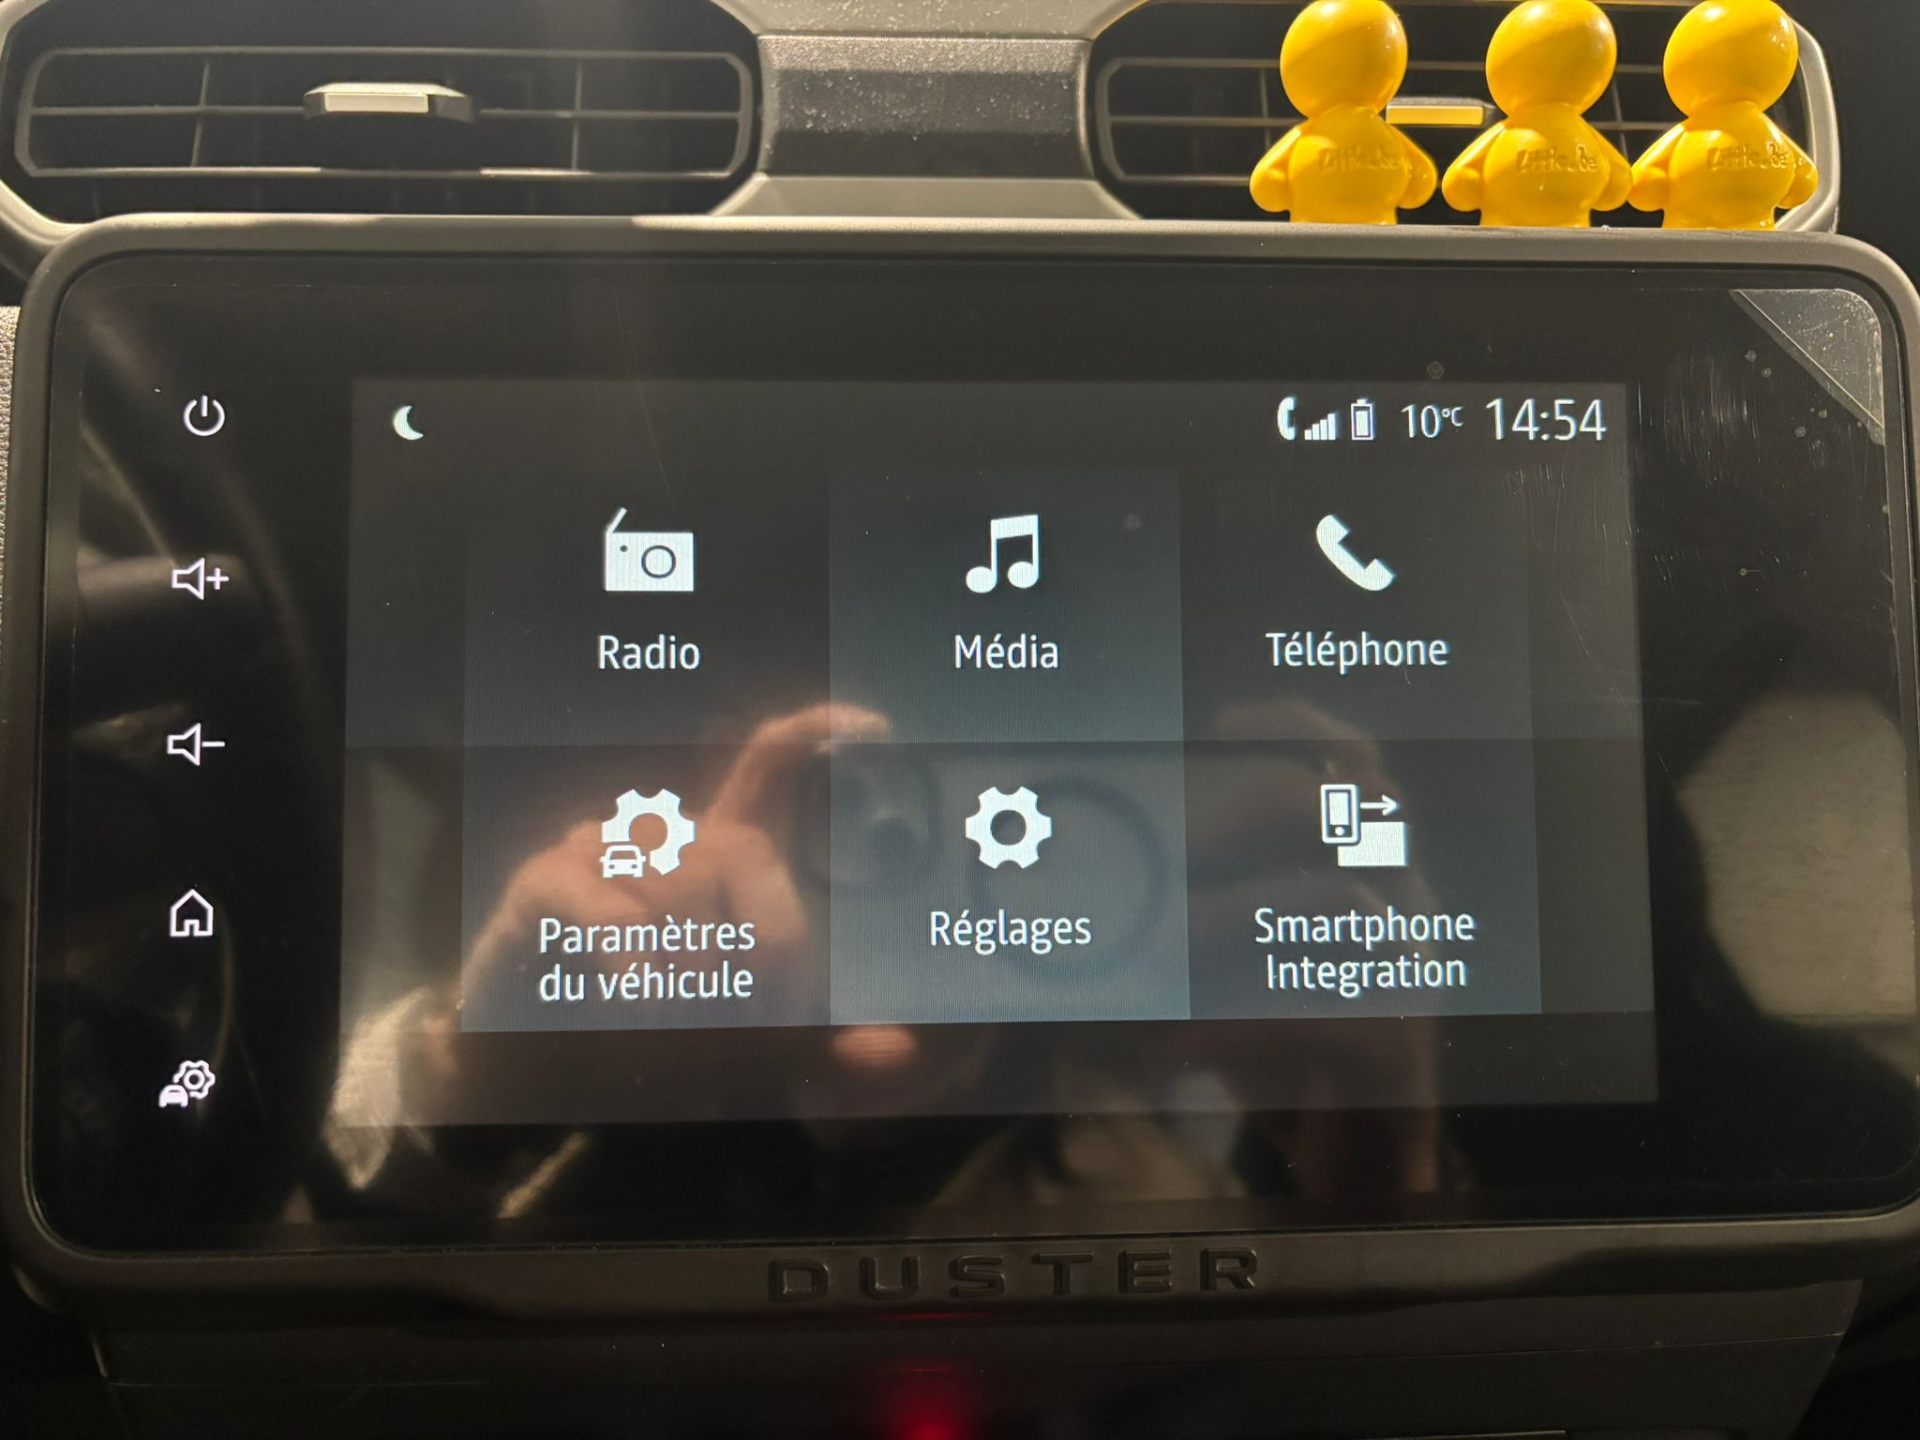 10°C 14:54
Radio
Média
Téléphone
Paramètres
du véhicule
Réglages
Smartphone
Integration
DUSTER